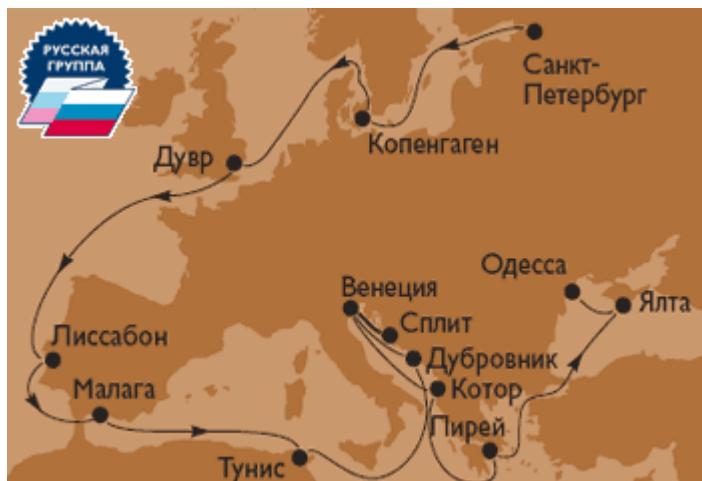 РУССКАЯ
ГРУППА
Санкт-
Петербург
Копенгаген
Дувр
Одесса
Венеция
Ялта
Сплит
Лиссабон
Дубровник
Малага
Котор
Пирей
Тунис